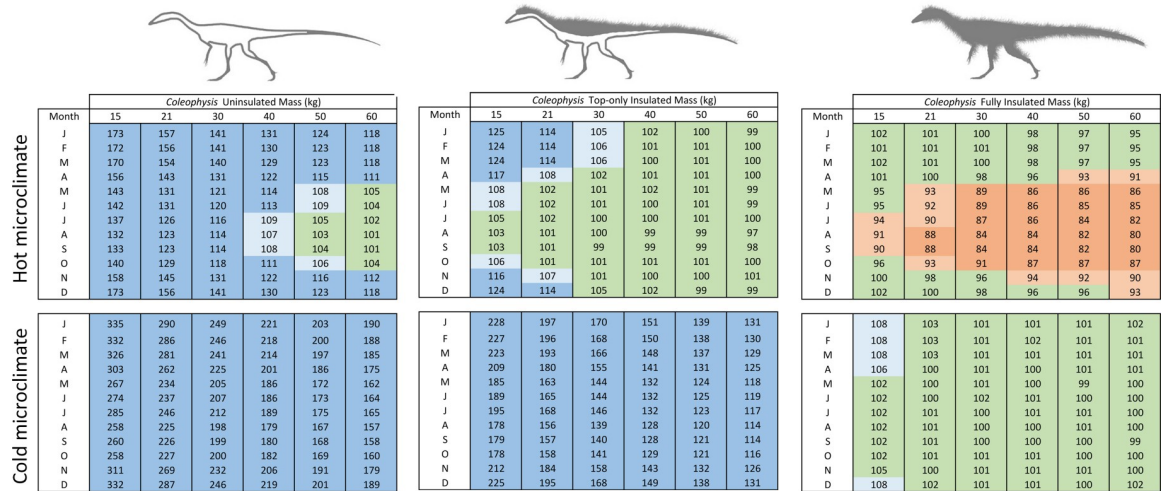 Coleophysis Uninsulated Mass (kg)
Month 15 21 30 40 50 60
J 173 157 141 131 124 118
F 172 156 141 130 123 118
M 170 154 140 129 123 118
A 156 143 131 122 115 111
M 143 131 121 114 108 105
J 142 131 120 113 109 104
J 137 126 116 109 105 102
A 132 123 114 107 103 101
S 133 123 114 108 104 101
O 140 129 118 111 106 104
N 158 145 131 122 116 112
D 173 156 141 130 123 118
Coleophysis Top-only Insulated Mass (kg)
Month 15 21 30 40 50 60
J 125 114 105 102 100 99
F 124 114 106 101 101 100
M 124 114 106 101 101 100
A 117 108 102 101 101 100
M 108 102 101 101 102 99
J 108 102 101 101 100 99
J 105 102 100 101 101 100
A 103 101 100 99 99 97
S 103 101 99 99 99 98
O 106 101 101 101 101 100
N 116 107 101 100 100 101
D 124 114 105 102 99 99
Coleophysis Fully Insulated Mass (kg)
Month 15 21 30 40 50 60
J 102 101 100 98 97 95
F 101 101 100 98 97 95
M 102 101 100 98 97 95
A 101 100 98 96 93 91
M 95 93 89 86 86 86
J 95 92 89 86 85 85
J 94 90 87 86 84 82
A 91 88 84 84 82 80
S 90 88 84 84 82 80
O 96 93 91 87 87 87
N 100 98 96 94 92 90
D 102 100 98 96 96 93
Hot microclimate
J 335 290 249 221 203 190
F 332 286 246 218 200 188
M 326 281 241 214 197 185
A 303 262 225 201 186 175
M 267 234 205 186 172 162
J 274 237 207 186 173 164
J 285 246 212 189 175 165
A 258 225 198 179 167 157
S 260 226 199 180 168 158
O 258 227 200 182 169 160
N 311 269 232 206 191 179
D 332 287 246 219 201 189
J 228 197 170 151 139 131
F 227 196 168 150 138 130
M 223 193 166 148 137 129
A 209 180 155 141 131 125
M 185 163 144 132 124 118
J 189 165 144 132 125 119
J 195 168 146 132 123 117
A 178 156 139 128 120 114
S 179 157 140 128 121 114
O 178 158 141 129 121 116
N 212 184 158 143 132 126
D 225 195 168 149 138 131
J 108 103 101 101 101 102
F 108 103 101 102 101 101
M 108 103 101 101 101 101
A 106 100 101 101 100 101
M 102 100 101 100 99 100
J 102 100 101 100 100 100
J 102 101 101 100 100 100
A 102 100 101 100 100 100
S 102 101 100 100 100 99
O 102 101 101 100 100 100
N 105 100 101 101 100 101
D 108 102 101 101 101 102
Cold microclimate